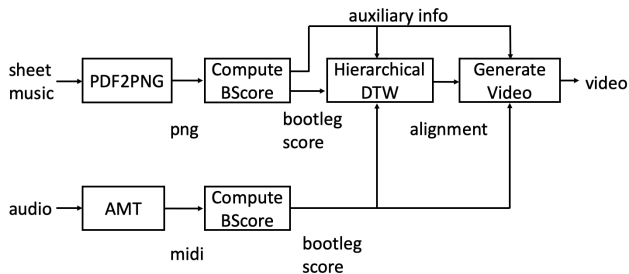 auxiliary info
sheet
music
PDF2PNG
Compute
BScore
Hierarchical
DTW
Generate
Video
video
png
bootleg
score
alignment
audio
AMT
Compute
BScore
midi
bootleg
score